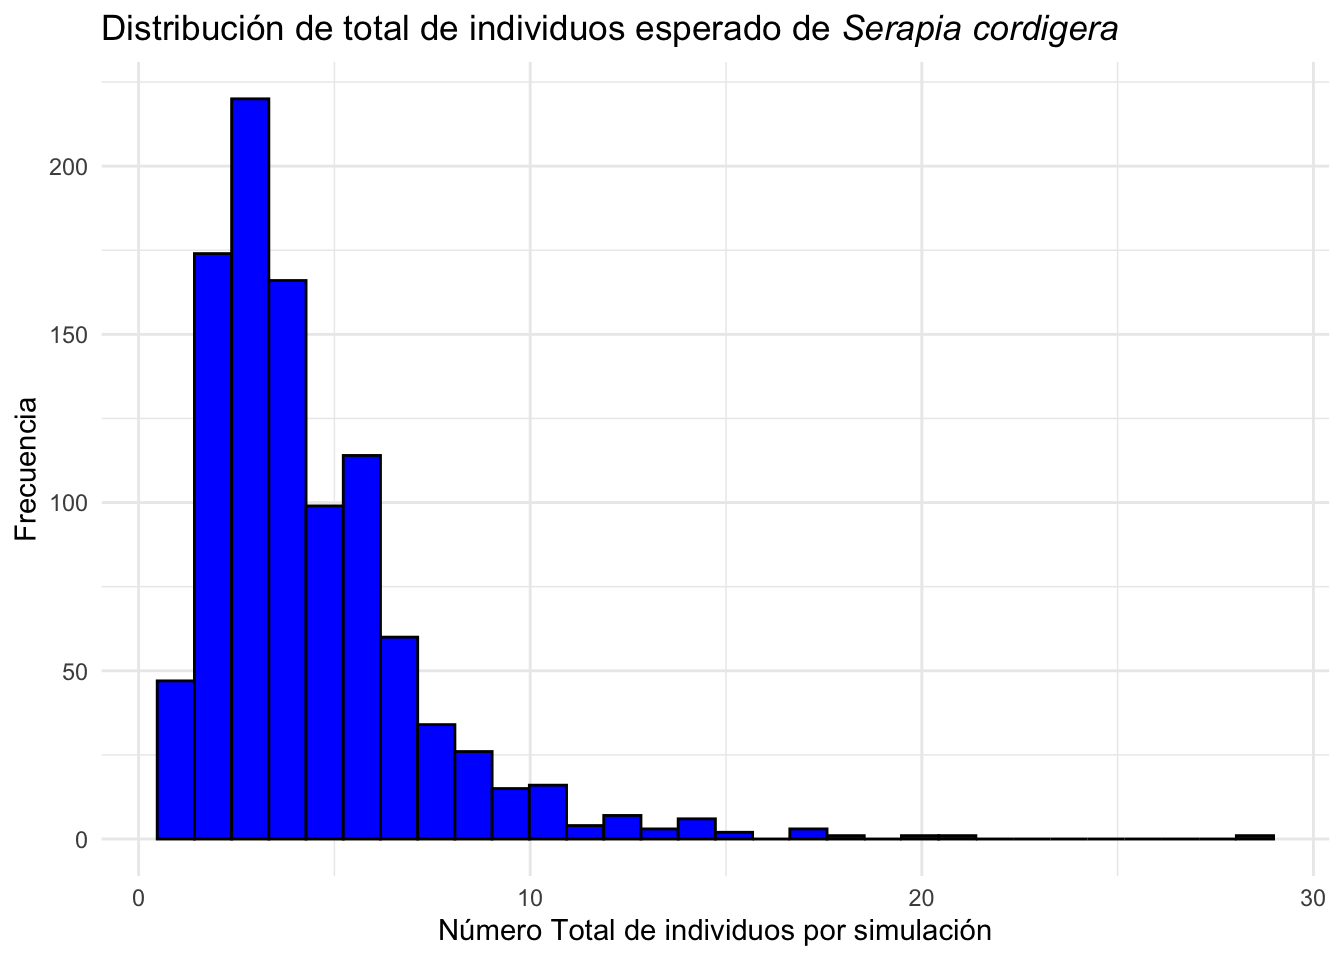 Distribución de total de individuos esperado de Serapia cordigera
200
150
100
50
0
Frecuencia
0 10 20 30
Número Total de individuos por simulación